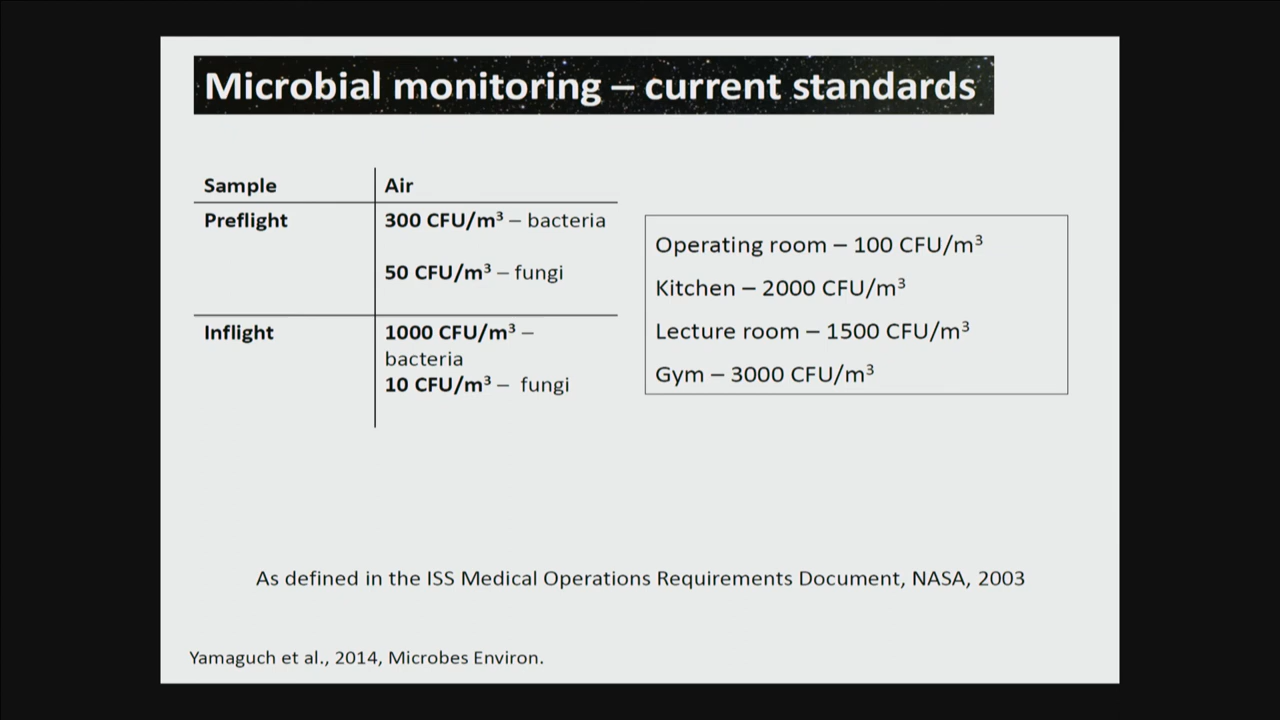 Microbial monitoring – current standards
Sample Air
Preflight 300 CFU/m³ – bacteria
50 CFU/m³ – fungi
Inflight 1000 CFU/m³ –
bacteria
10 CFU/m³ – fungi
Operating room – 100 CFU/m³
Kitchen – 2000 CFU/m³
Lecture room – 1500 CFU/m³
Gym – 3000 CFU/m³
As defined in the ISS Medical Operations Requirements Document, NASA, 2003
Yamaguch et al., 2014, Microbes Environ.